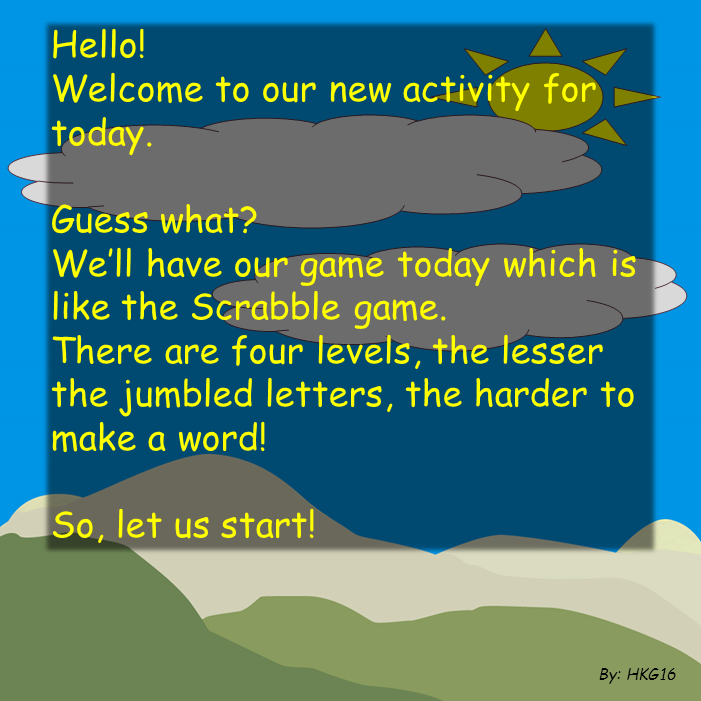 Hello!
Welcome to our new activity for
today.
Guess what?
We'll have our game today which is
like the Scrabble game.
There are four levels, the lesser
the jumbled letters, the harder to
make a word!
So, let us start!
By: HKG16